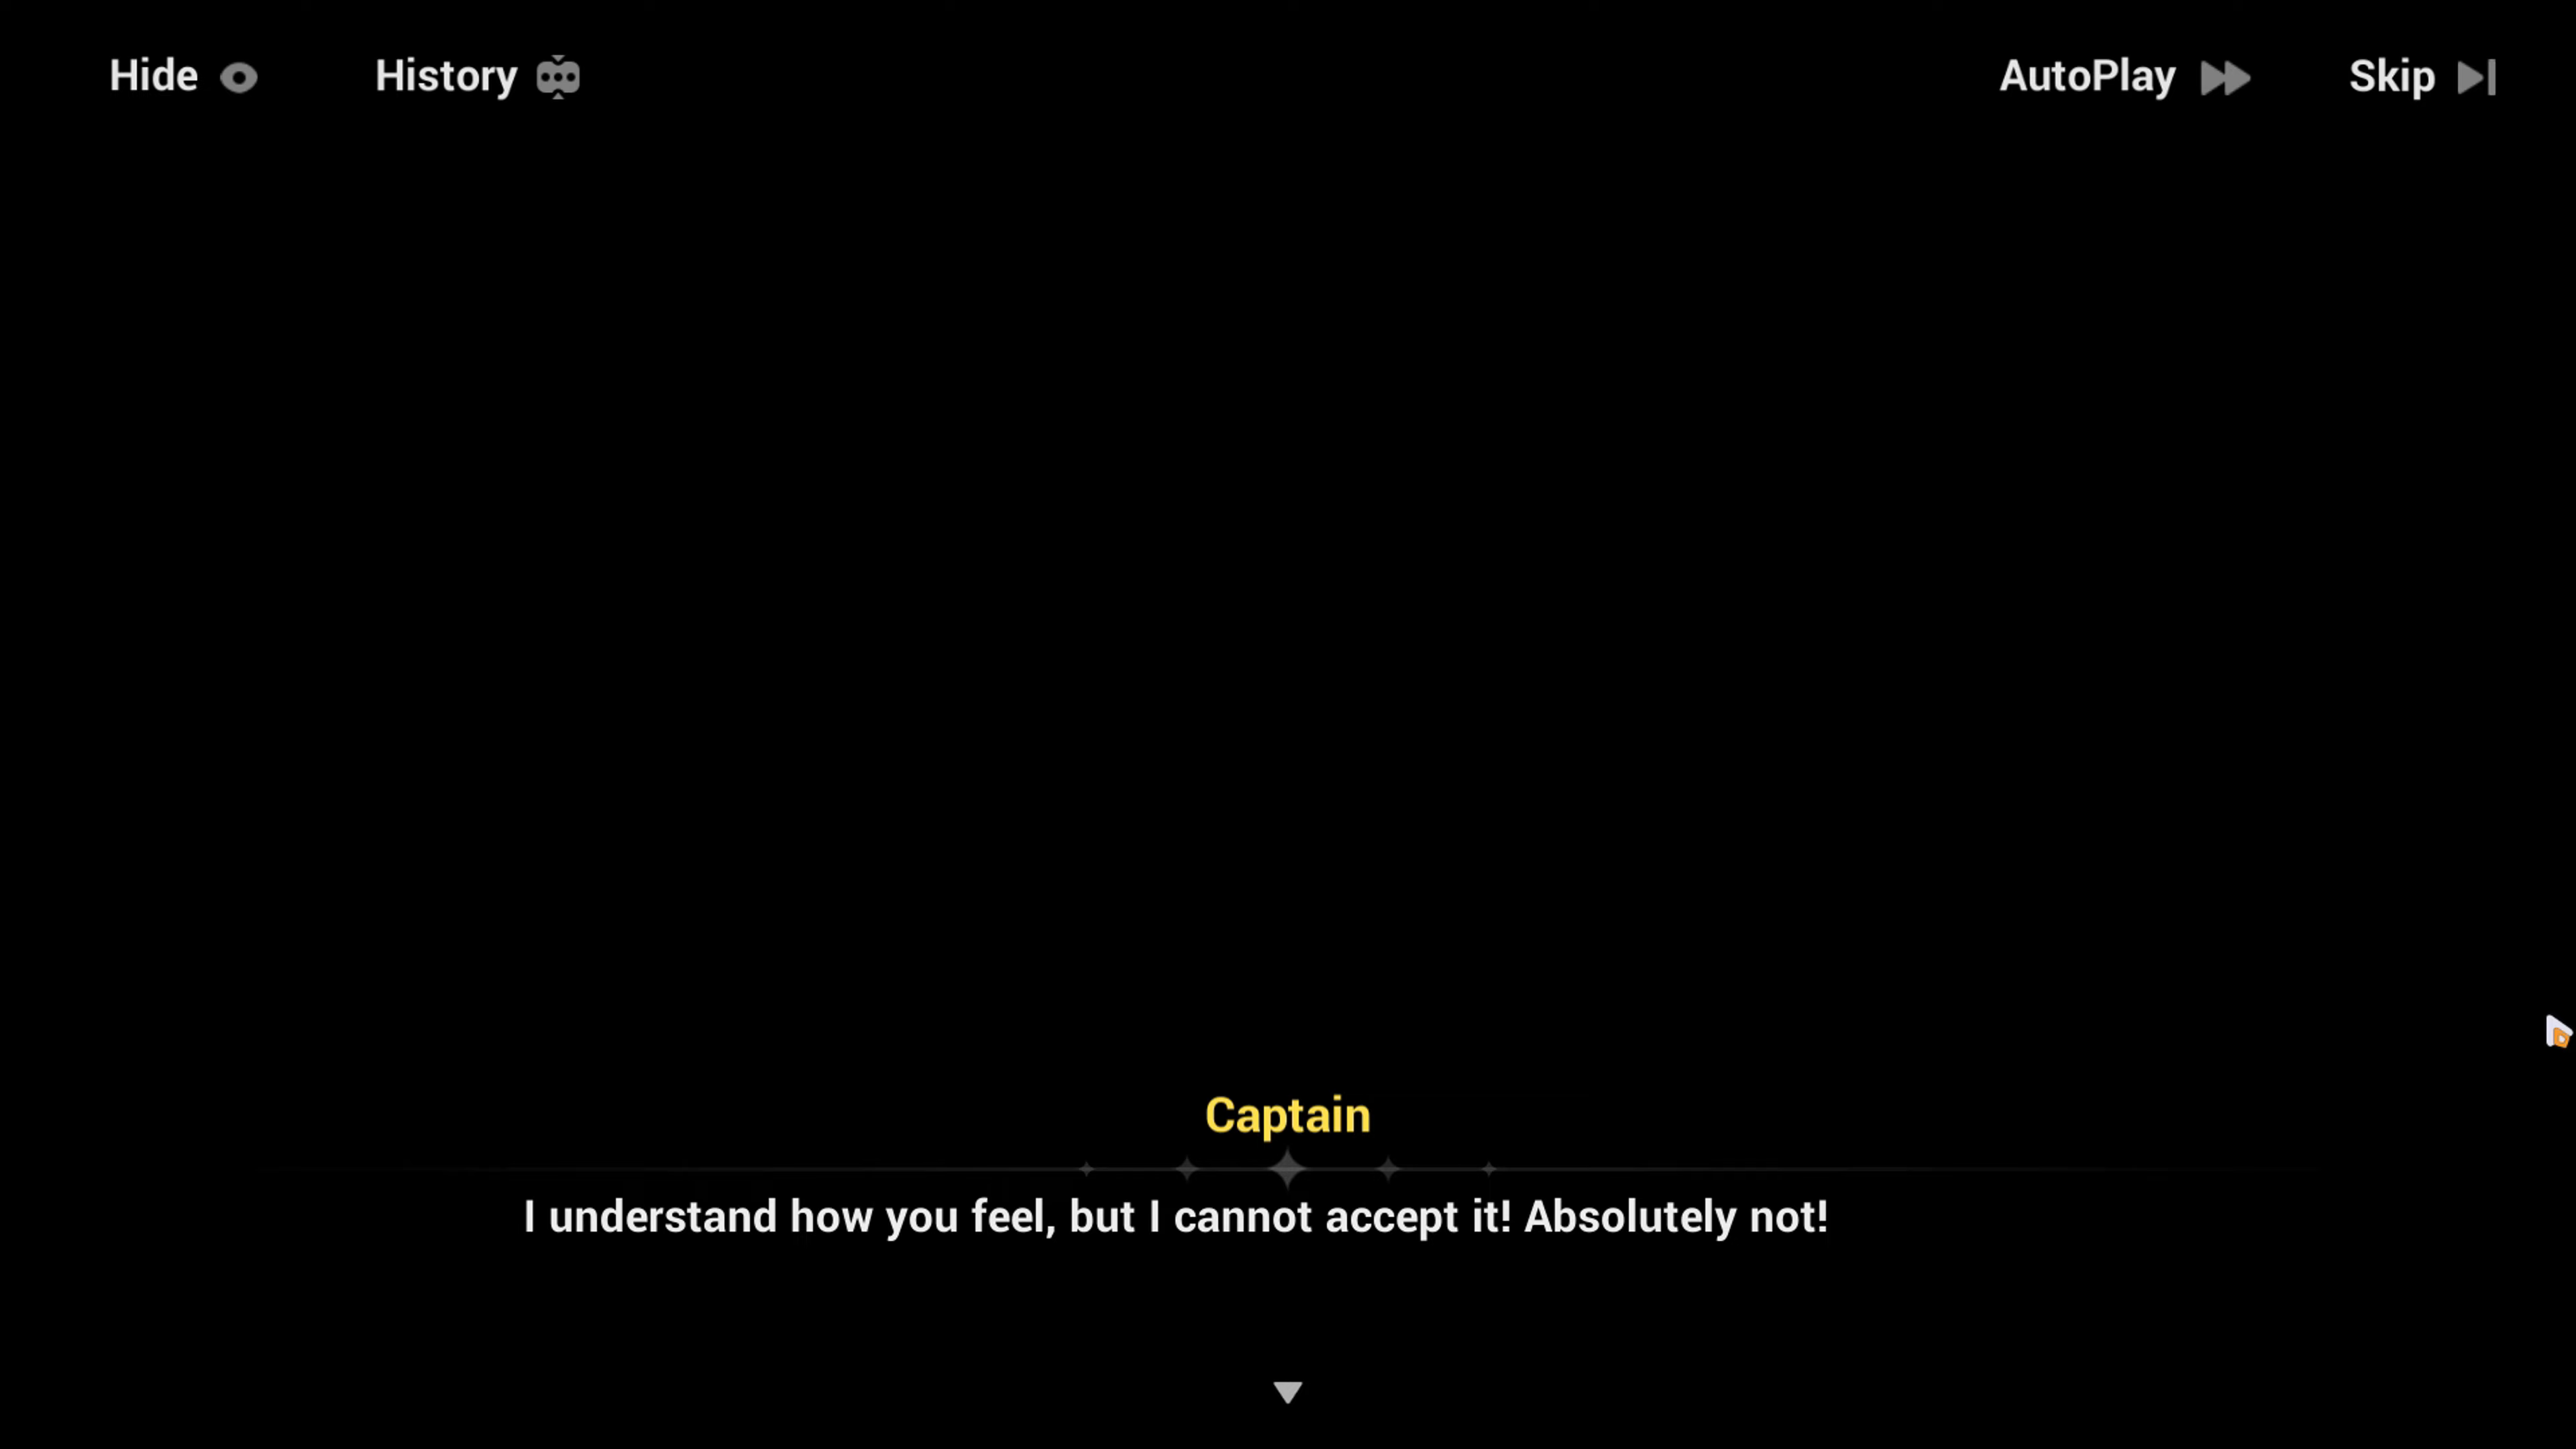 Hide
History
AutoPlay
Skip
Captain
I understand how you feel, but I cannot accept it! Absolutely not!